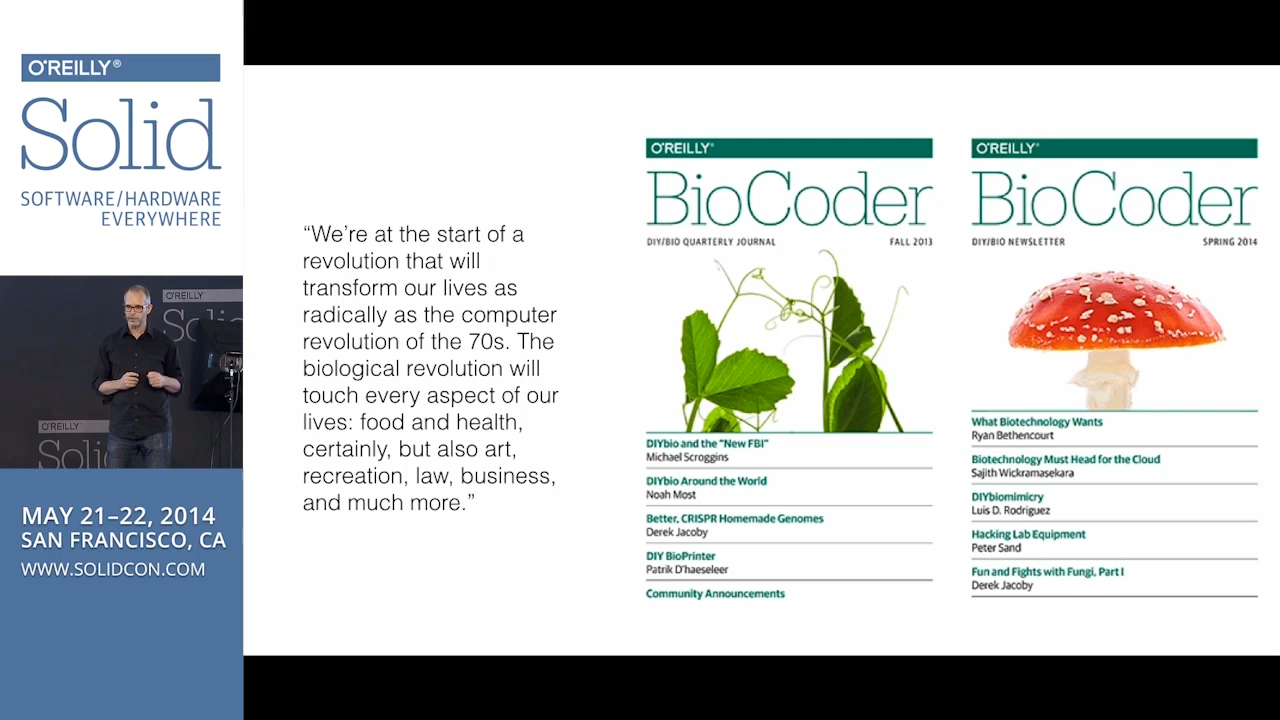 O'REILLY®
Solid
SOFTWARE/HARDWARE
EVERYWHERE
O'REILLY
Soli
O'REILLY
Soli
MAY 21–22, 2014
SAN FRANCISCO, CA
WWW.SOLIDCON.COM
“We’re at the start of a
revolution that will
transform our lives as
radically as the computer
revolution of the 70s. The
biological revolution will
touch every aspect of our
lives: food and health,
certainly, but also art,
recreation, law, business,
and much more.”
O'REILLY®
BioCoder
DIY/BIO QUARTERLY JOURNAL FALL 2013
DIYbio and the "New FBI"
Michael Scroggins
DIYbio Around the World
Noah Most
Better, CRISPR Homemade Genomes
Derek Jacoby
DIY BioPrinter
Patrik D'haeseleer
Community Announcements
O'REILLY®
BioCoder
DIY/BIO NEWSLETTER SPRING 2014
What Biotechnology Wants
Ryan Bethencourt
Biotechnology Must Head for the Cloud
Sajith Wickramasekara
DIYbiomimicry
Luis D. Rodriguez
Hacking Lab Equipment
Peter Sand
Fun and Fights with Fungi, Part I
Derek Jacoby